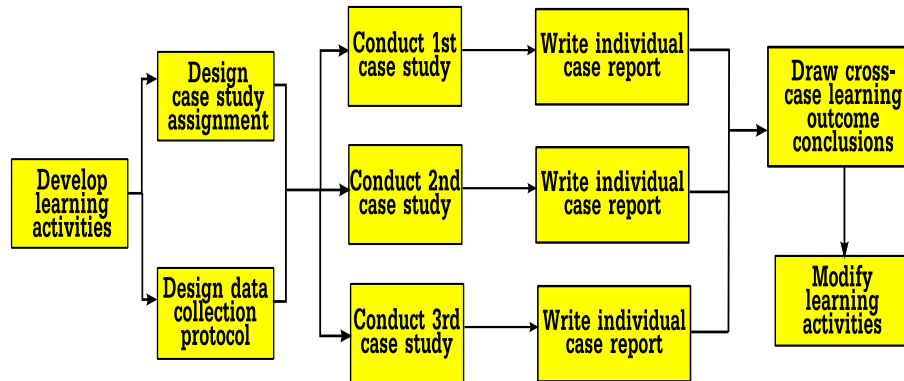 Develop
learning
activities
Design
case study
assignment
Design data
collection
protocol
Conduct 1st
case study
Conduct 2nd
case study
Conduct 3rd
case study
Write individual
case report
Write individual
case report
Write individual
case report
Draw cross-
case learning
outcome
conclusions
Modify
learning
activities